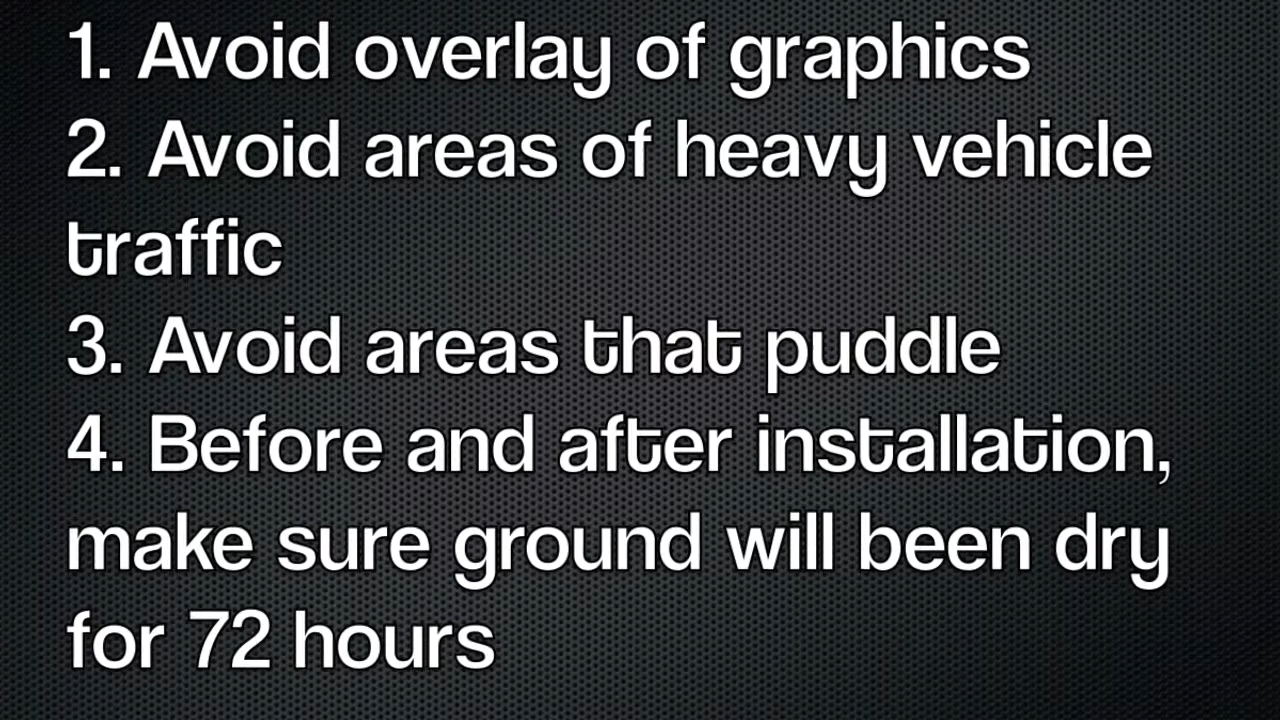 1. Avoid overlay of graphics
2. Avoid areas of heavy vehicle
traffic
3. Avoid areas that puddle
4. Before and after installation,
make sure ground will been dry
for 72 hours